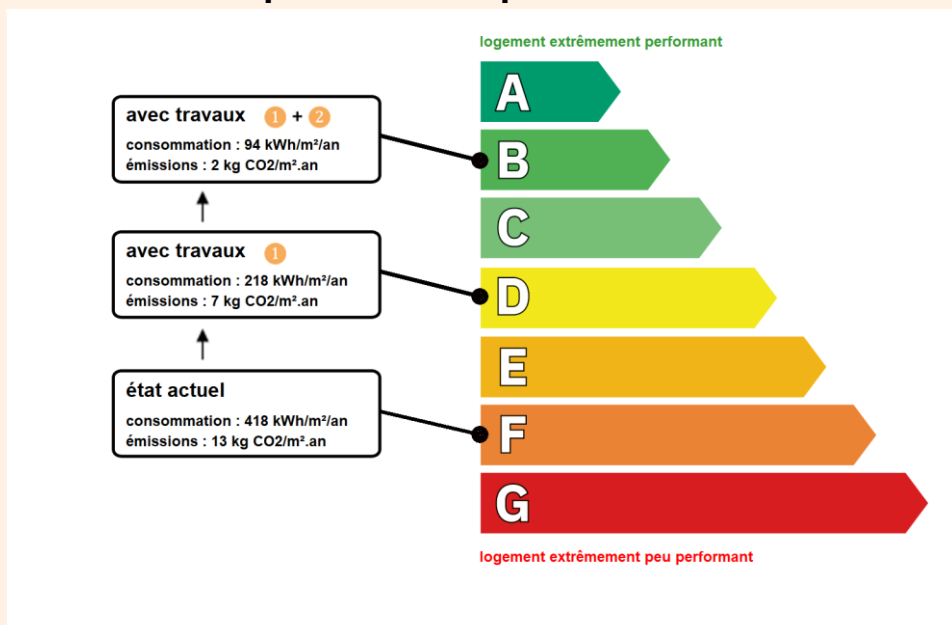 logement extrêmement performant
avec travaux 1 + 2
consommation : 94 kWh/m²/an
émissions : 2 kg CO2/m².an
avec travaux 1
consommation : 218 kWh/m²/an
émissions : 7 kg CO2/m².an
état actuel
consommation : 418 kWh/m²/an
émissions : 13 kg CO2/m².an
A
B
C
D
E
F
G
logement extrêmement peu performant